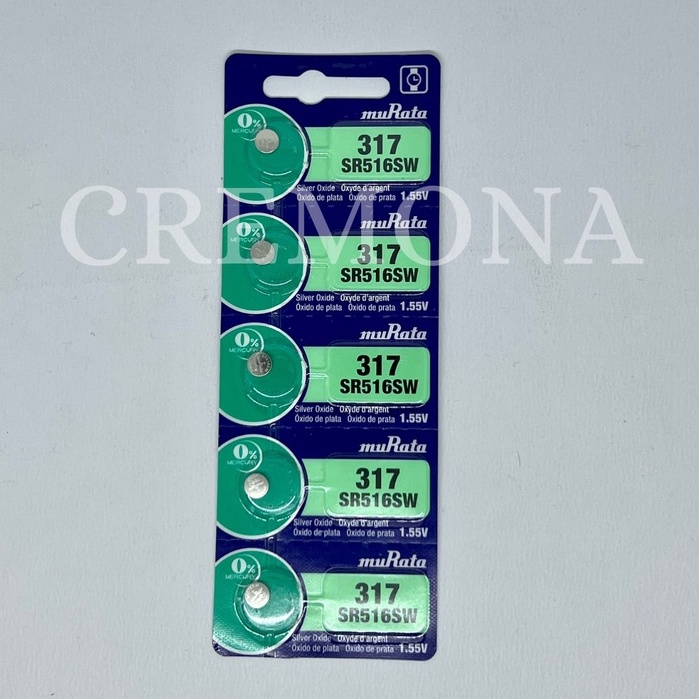 muRata
0%
MERCURY
317
SR516SW
Silver Oxide Oxyde d'argent
Óxido de plata Óxido de prata 1.55V
CREMONA
muRata
0%
MERCURY
317
SR516SW
Silver Oxide Oxyde d'argent
Óxido de plata Óxido de prata 1.55V
muRata
0%
MERCURY
317
SR516SW
Silver Oxide Oxyde d'argent
Óxido de plata Óxido de prata 1.55V
muRata
0%
MERCURY
317
SR516SW
Silver Oxide Oxyde d'argent
Óxido de plata Óxido de prata 1.55V
muRata
0%
MERCURY
317
SR516SW
Silver Oxide Oxyde d'argent
Óxido de plata Óxido de prata 1.55V